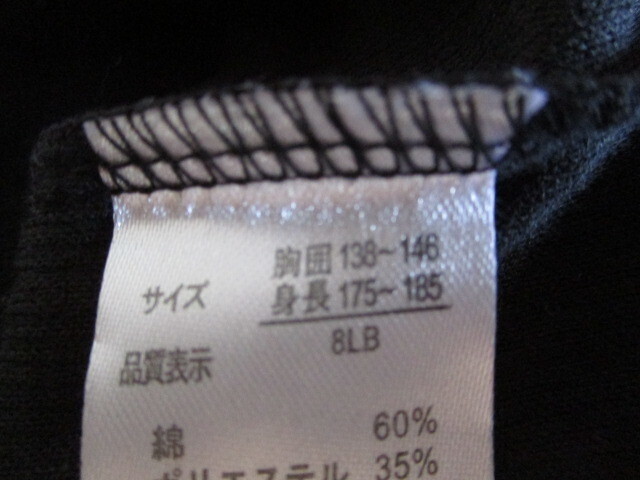 サイズ
胸囲 138~146
身長 175~185
8LB
品質表示
綿 60%
ポリエステル 35%